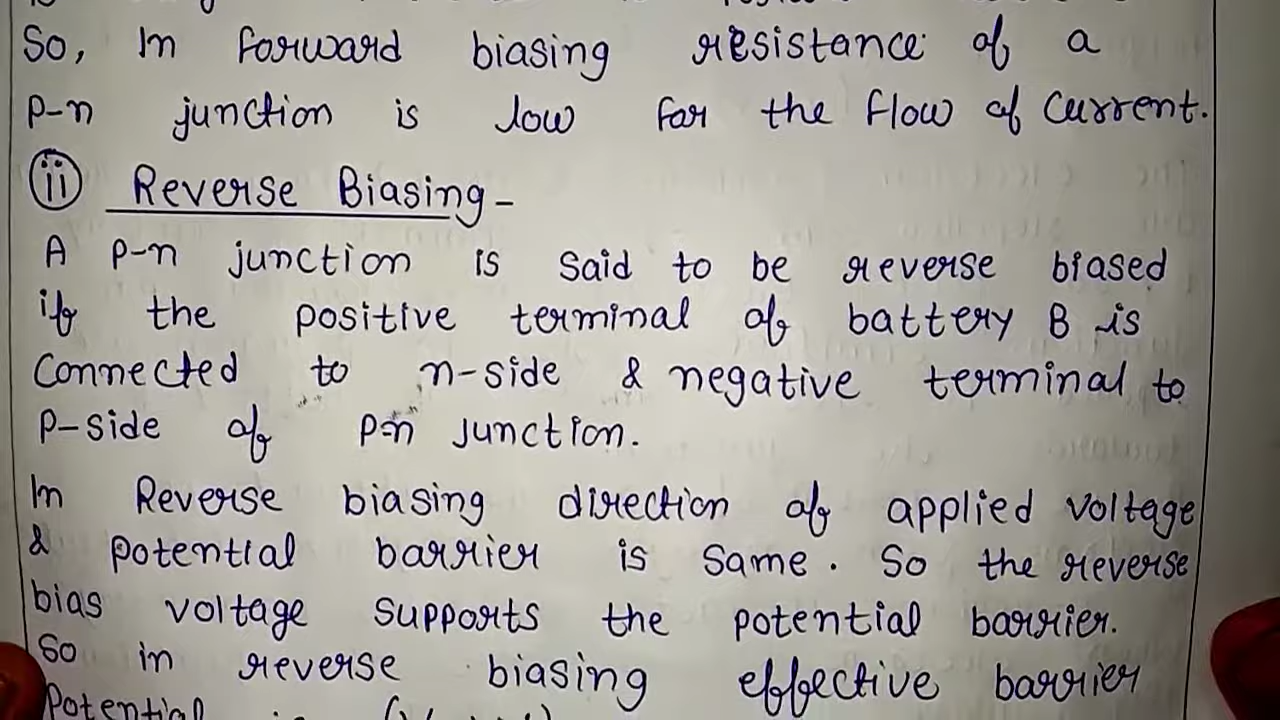 So, In forward biasing resistance of a
p-n junction is low for the flow of current.
(ii) Reverse Biasing -
A p-n junction is said to be reverse biased
if the positive terminal of battery B is
connected to n-side & negative terminal to
p-side of p-n junction.
In Reverse biasing direction of applied voltage
& potential barrier is same. So the reverse
bias voltage supports the potential barrier.
So in reverse biasing effective barrier
Potential is